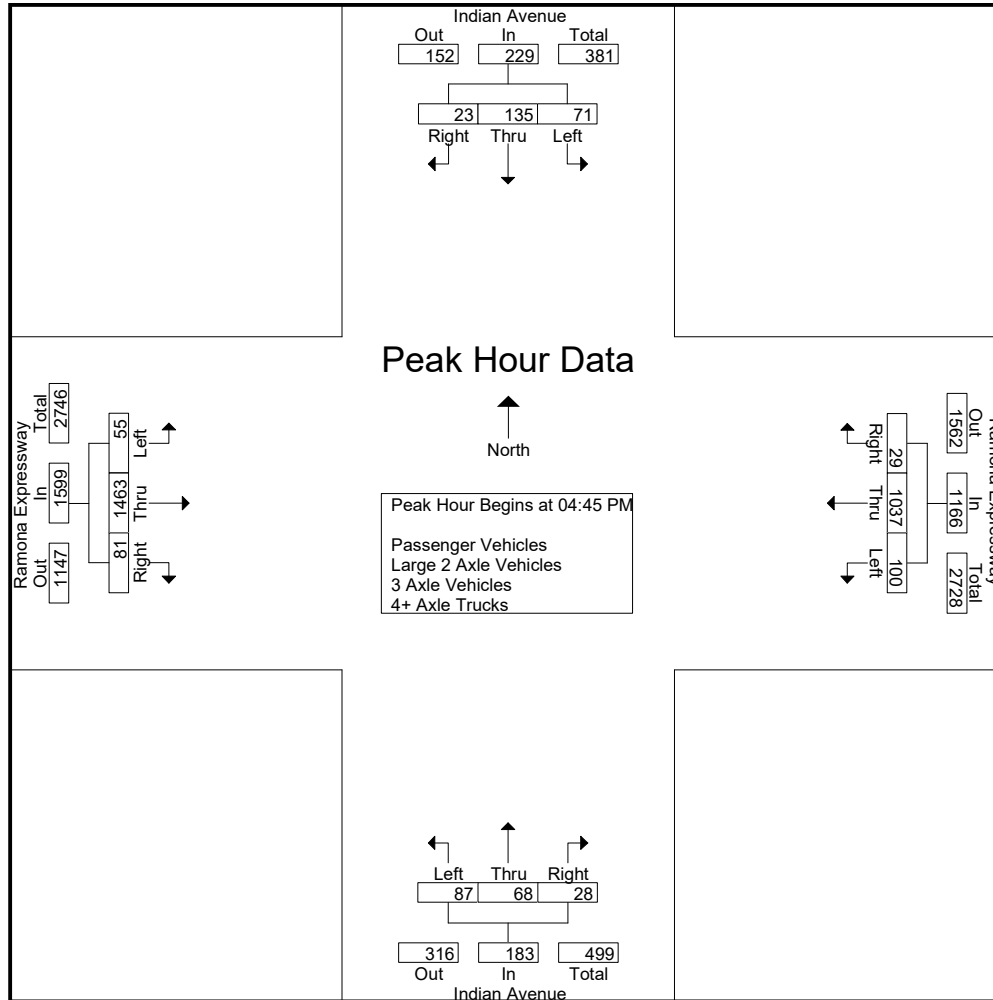 Indian Avenue
Out In Total
152 229 381
23 135 71
Right Thru Left
Peak Hour Data
North
Peak Hour Begins at 04:45 PM
Passenger Vehicles
Large 2 Axle Vehicles
3 Axle Vehicles
4+ Axle Trucks
Ramona Expressway
Out In Total
1147 1599 2746
81 1463 55
Right Thru Left
Ramona Expressway
Out In Total
1562 1166 2728
29 1037 100
Right Thru Left
Left Thru Right
87 68 28
316 183 499
Out In Total
Indian Avenue